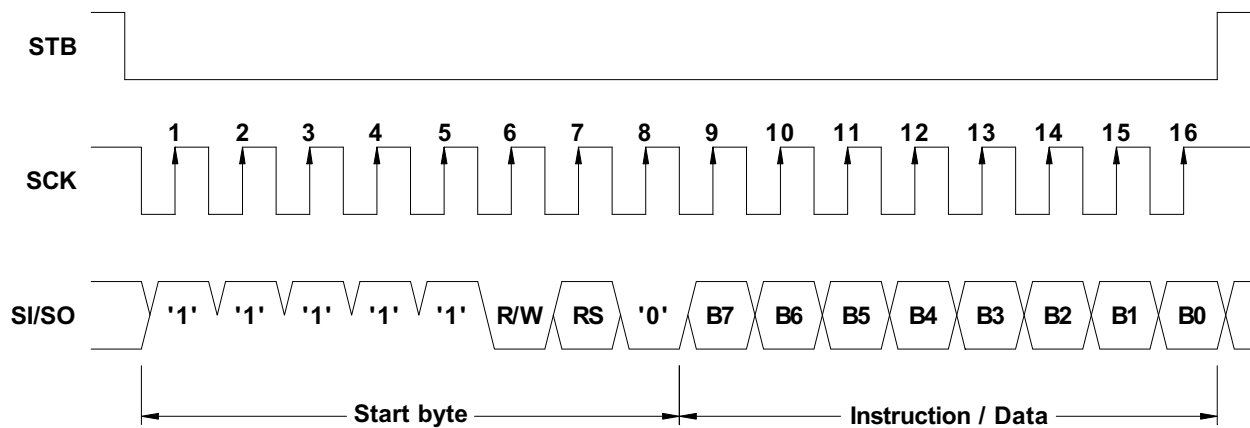 STB
1 2 3 4 5 6 7 8 9 10 11 12 13 14 15 16
SCK
SI/SO '1' '1' '1' '1' '1' R/W RS '0' B7 B6 B5 B4 B3 B2 B1 B0
Start byte Instruction / Data